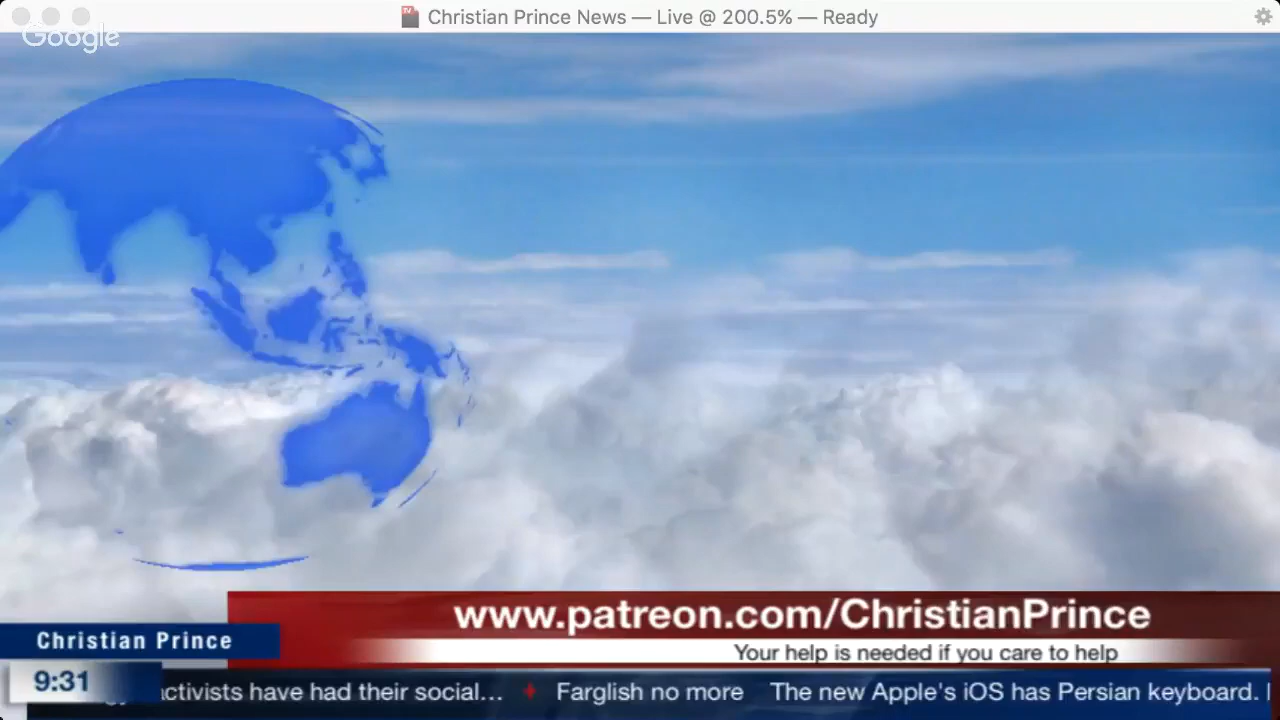 Christian Prince News — Live @ 200.5% — Ready
Google
www.patreon.com/ChristianPrince
Christian Prince
Your help is needed if you care to help
9:31
activists have had their social... Farglish no more The new Apple's iOS has Persian keyboard.